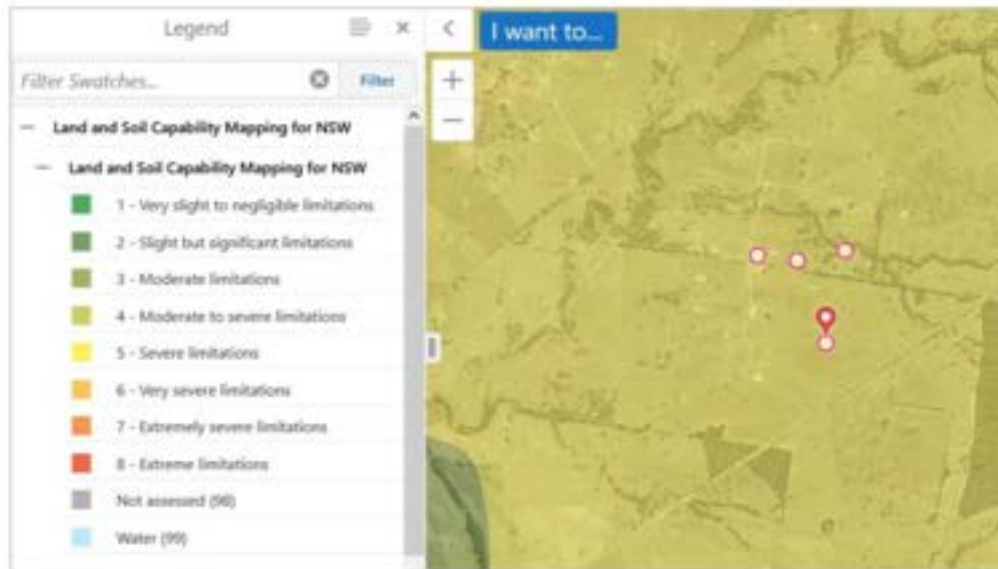 Legend
I want to...
Filter Swatches...
Filter
Land and Soil Capability Mapping for NSW
Land and Soil Capability Mapping for NSW
1 - Very slight to negligible limitations
2 - Slight but significant limitations
3 - Moderate limitations
4 - Moderate to severe limitations
5 - Severe limitations
6 - Very severe limitations
7 - Extremely severe limitations
8 - Extreme limitations
Not assessed (98)
Water (99)